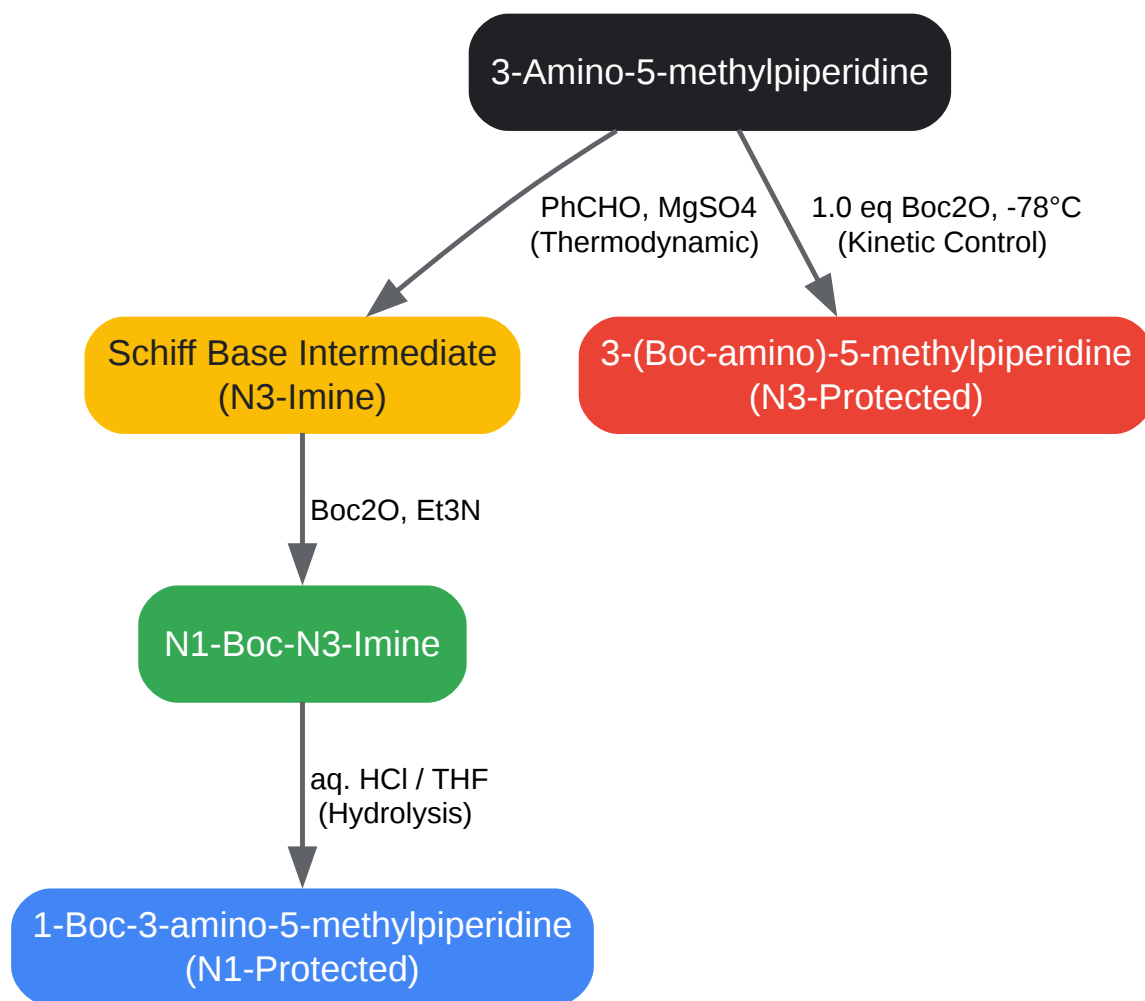 3-Amino-5-methylpiperidine
PhCHO, MgSO4
(Thermodynamic)
1.0 eq Boc2O, -78°C
(Kinetic Control)
Schiff Base Intermediate
(N3-Imine)
3-(Boc-amino)-5-methylpiperidine
(N3-Protected)
Boc2O, Et3N
N1-Boc-N3-Imine
aq. HCl / THF
(Hydrolysis)
1-Boc-3-amino-5-methylpiperidine
(N1-Protected)